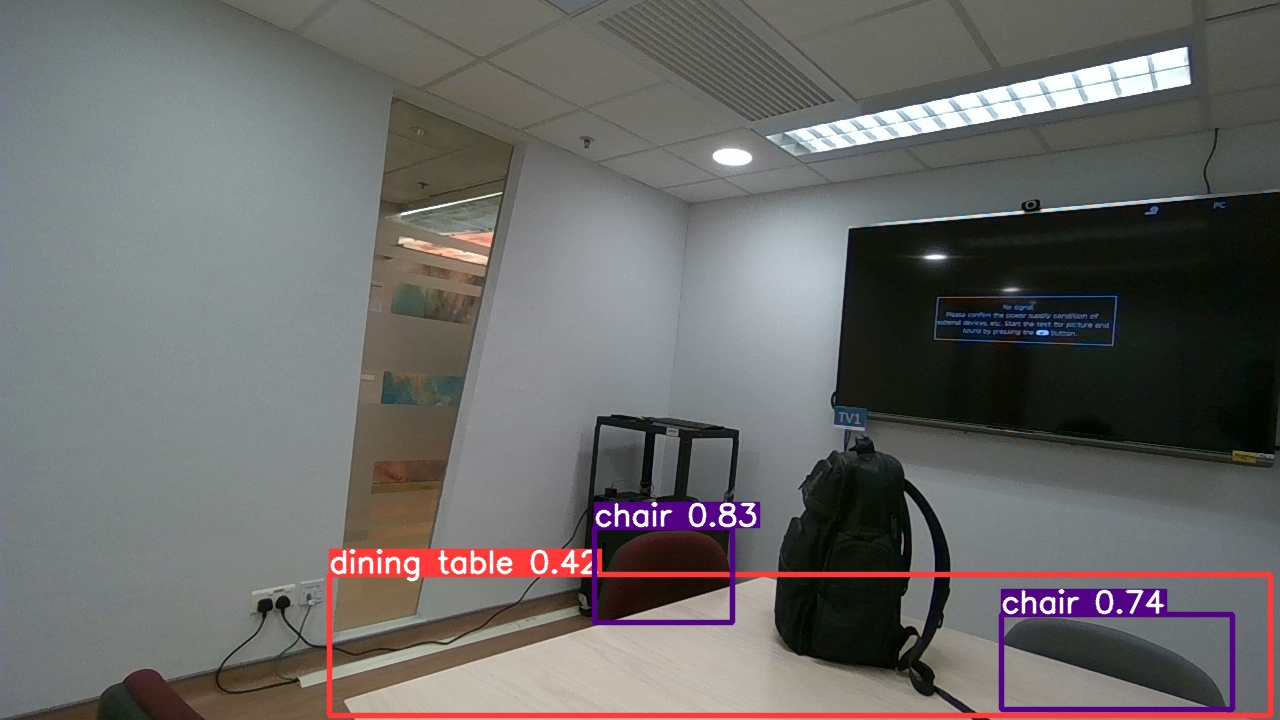 PC
No signal.
Please confirm the power supply condition of
external devices, etc. Start the test for picture and
sound by pressing the button.
TV1
chair 0.83
dining table 0.42
chair 0.74